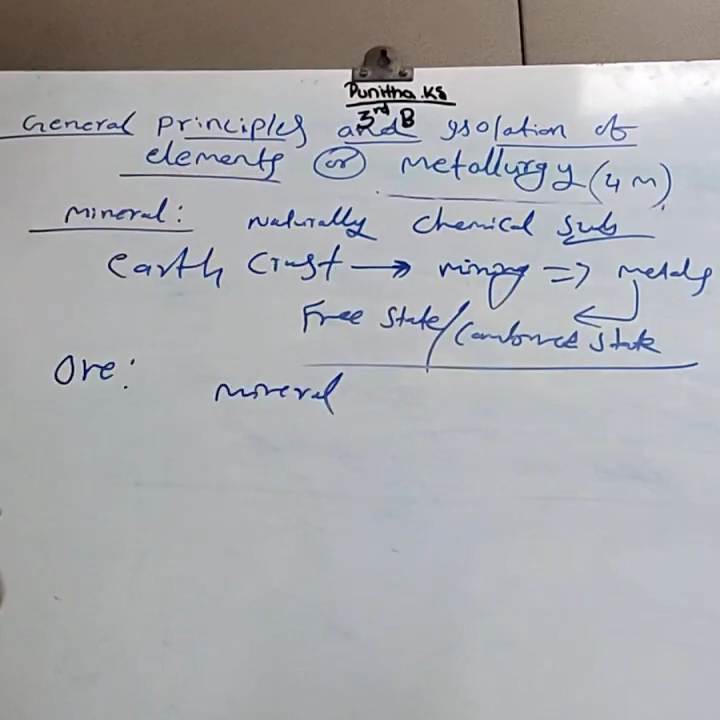 Punitha.KS
3rd B
General principles and isolation of
elements or metallurgy (4 m)
mineral: naturally chemical sub
earth crust → mining => metals
Free state/Combined state
Ore: mineral